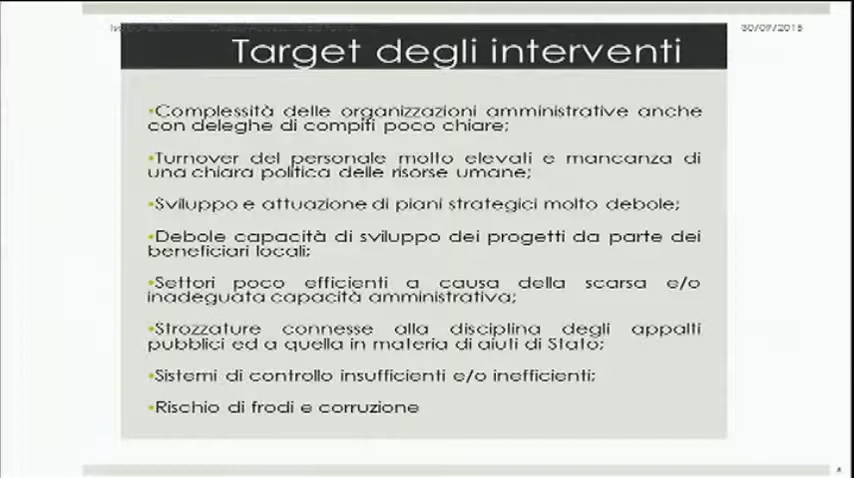 30/09/2015
Target degli interventi
•Complessità delle organizzazioni amministrative anche
con deleghe di compiti poco chiare;
•Turnover del personale molto elevati e mancanza di
una chiara politica delle risorse umane;
•Sviluppo e attuazione di piani strategici molto debole;
•Debole capacità di sviluppo dei progetti da parte dei
beneficiari locali;
•Settori poco efficienti a causa della scarsa e/o
inadeguata capacità amministrativa;
•Strozzature connesse alla disciplina degli appalti
pubblici ed a quella in materia di aiuti di Stato;
•Sistemi di controllo insufficienti e/o inefficienti;
•Rischio di frodi e corruzione